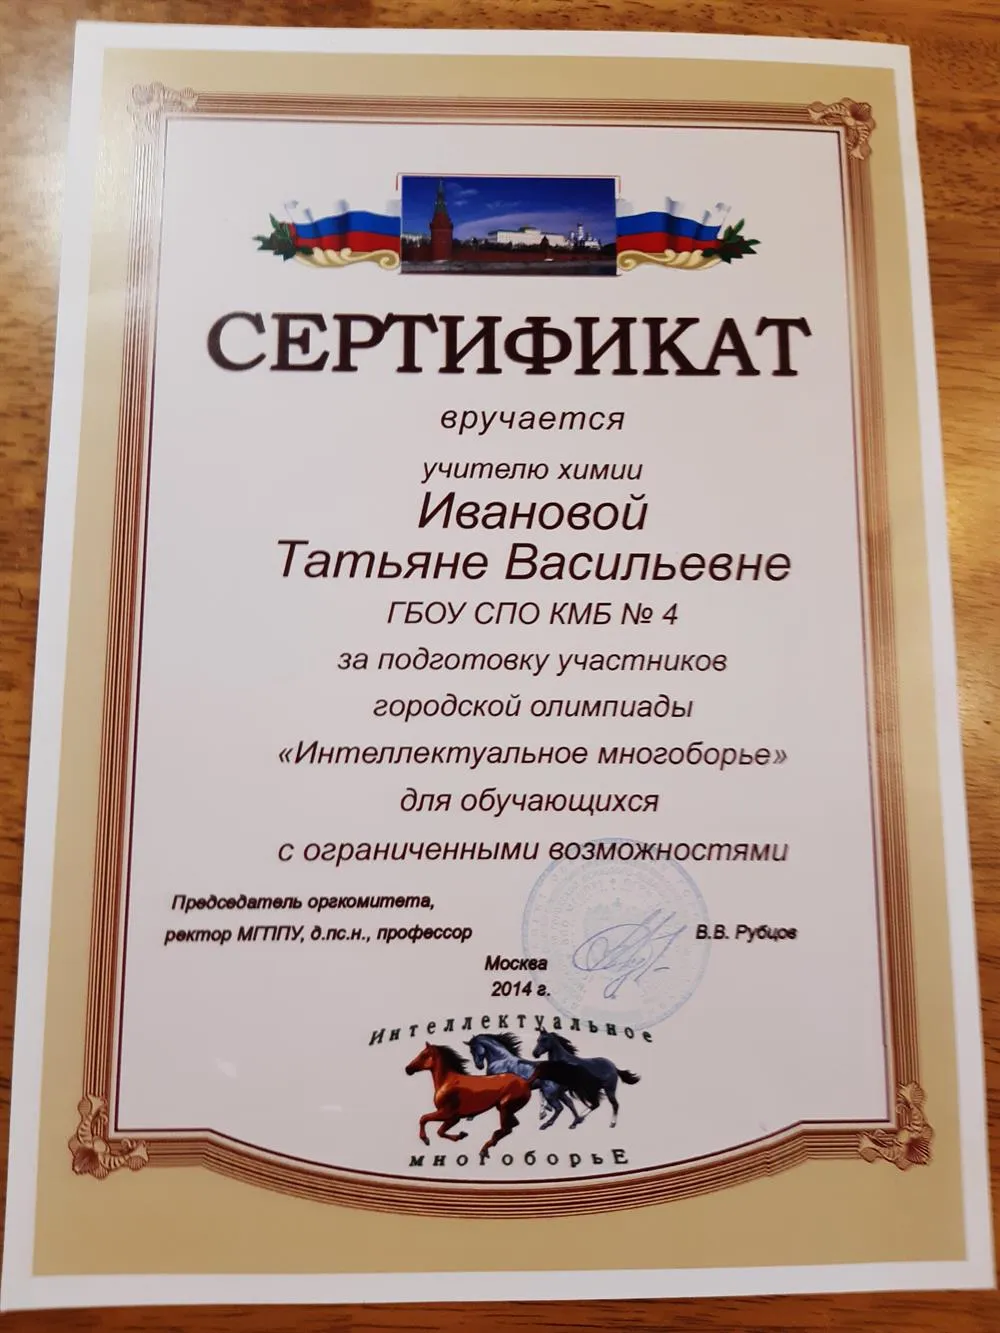 СЕРТИФИКАТ
вручается
учителю химии
Ивановой
Татьяне Васильевне
ГБОУ СПО КМБ № 4
за подготовку участников
городской олимпиады
«Интеллектуальное многоборье»
для обучающихся
с ограниченными возможностями
Председатель оргкомитета,
ректор МГППУ, д.пс.н., профессор В.В. Рубцов
Москва
2014 г.
Интеллектуальное
многоборьЕ